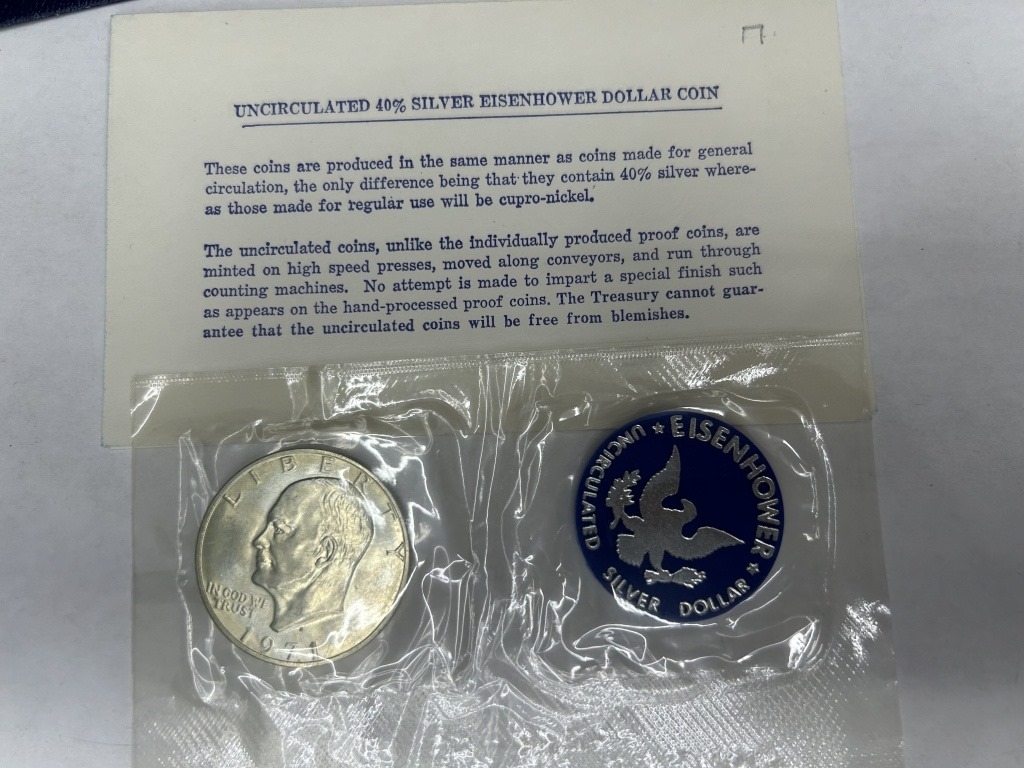 UNCIRCULATED 40% SILVER EISENHOWER DOLLAR COIN
These coins are produced in the same manner as coins made for general
circulation, the only difference being that they contain 40% silver where-
as those made for regular use will be cupro-nickel.
The uncirculated coins, unlike the individually produced proof coins, are
minted on high speed presses, moved along conveyors, and run through
counting machines. No attempt is made to impart a special finish such
as appears on the hand-processed proof coins. The Treasury cannot guar-
antee that the uncirculated coins will be free from blemishes.
LIBERTY
IN GOD WE
TRUST
1971
UNCIRCULATED ★ EISENHOWER ★
SILVER DOLLAR